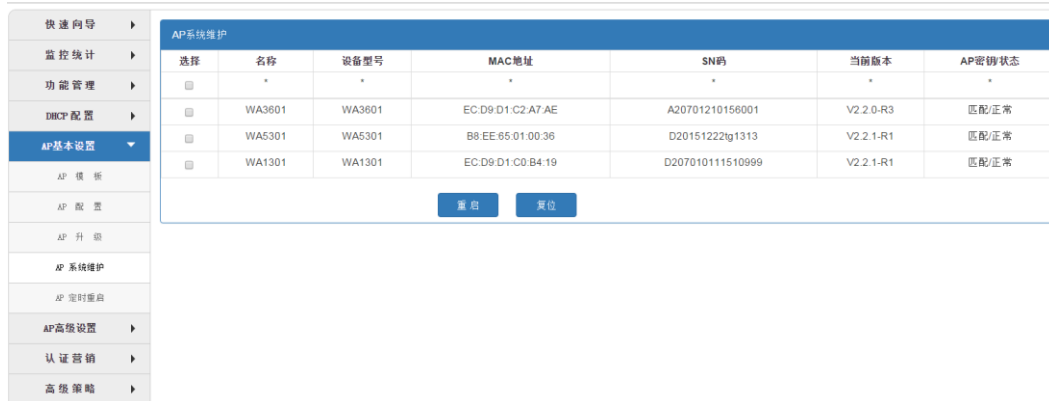 快速向导
监控统计
功能管理
DHCP 配置
AP基本设置
AP 模 板
AP 配 置
AP 升 级
AP 系统维护
AP 定时重启
AP高级设置
认证营销
高级策略
AP系统维护
选择 名称 设备型号 MAC地址 SN码 当前版本 AP密钥/状态
* * * * * *
WA3601 WA3601 EC:D9:D1:C2:A7:AE A20701210156001 V2.2.0-R3 匹配/正常
WA5301 WA5301 B8:EE:65:01:00:36 D20151222tg1313 V2.2.1-R1 匹配/正常
WA1301 WA1301 EC:D9:D1:C0:B4:19 D207010111510999 V2.2.1-R1 匹配/正常
重启 复位